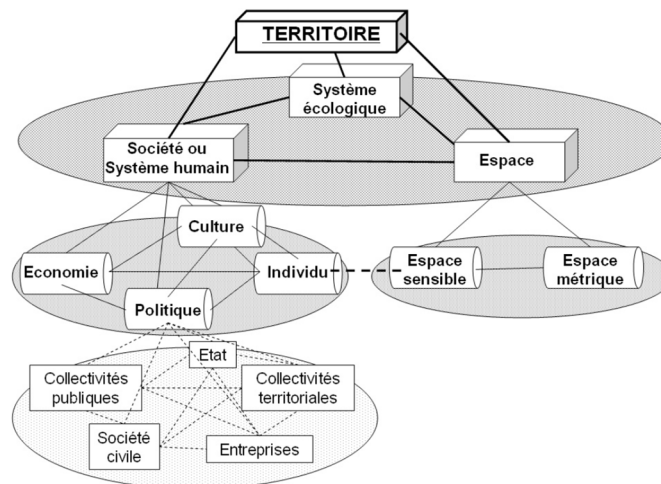 TERRITOIRE
Système
écologique
Société ou
Système humain
Espace
Culture
Economie
Individu
Politique
Espace
sensible
Espace
métrique
Etat
Collectivités
publiques
Collectivités
territoriales
Société
civile
Entreprises